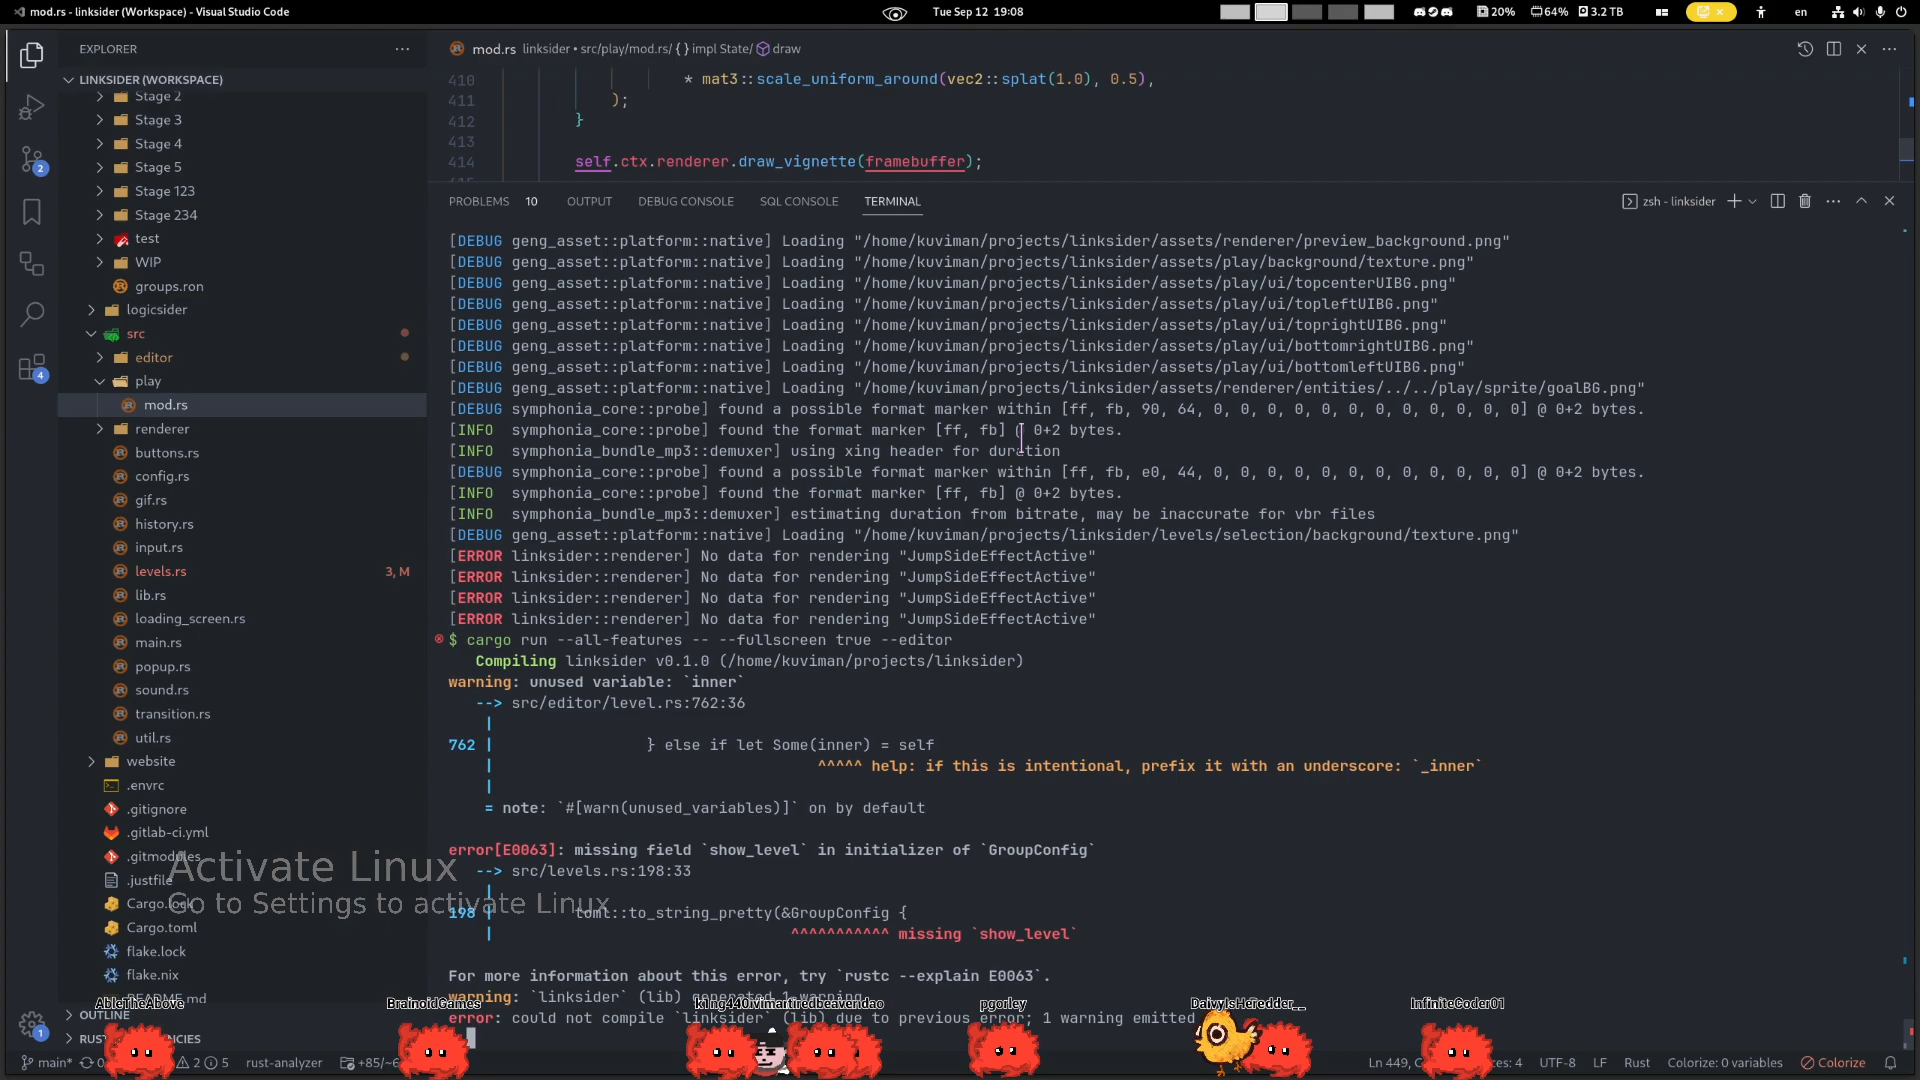 mod.rs - linksider (Workspace) - Visual Studio Code
Tue Sep 12 19:08
20%
64%
3.2 TB
en
EXPLORER
LINKSIDER (WORKSPACE)
Stage 2
Stage 3
Stage 4
Stage 5
Stage 123
Stage 234
test
WIP
groups.ron
logicsider
src
editor
play
mod.rs
renderer
buttons.rs
config.rs
gif.rs
history.rs
input.rs
levels.rs 3, M
lib.rs
loading_screen.rs
main.rs
popup.rs
sound.rs
transition.rs
util.rs
website
.envrc
.gitignore
.gitlab-ci.yml
.gitmodules
.justfile
Cargo.lock
Cargo.toml
flake.lock
flake.nix
README.md
OUTLINE
2
4
1
mod.rs linksider • src/play/mod.rs/ { } impl State/ draw
410 * mat3::scale_uniform_around(vec2::splat(1.0), 0.5),
411 );
412 }
413
414 self.ctx.renderer.draw_vignette(framebuffer);
PROBLEMS 10 OUTPUT DEBUG CONSOLE SQL CONSOLE TERMINAL
zsh - linksider
[DEBUG geng_asset::platform::native] Loading "/home/kuviman/projects/linksider/assets/renderer/preview_background.png"
[DEBUG geng_asset::platform::native] Loading "/home/kuviman/projects/linksider/assets/play/background/texture.png"
[DEBUG geng_asset::platform::native] Loading "/home/kuviman/projects/linksider/assets/play/ui/topcenterUIBG.png"
[DEBUG geng_asset::platform::native] Loading "/home/kuviman/projects/linksider/assets/play/ui/topleftUIBG.png"
[DEBUG geng_asset::platform::native] Loading "/home/kuviman/projects/linksider/assets/play/ui/toprightUIBG.png"
[DEBUG geng_asset::platform::native] Loading "/home/kuviman/projects/linksider/assets/play/ui/bottomrightUIBG.png"
[DEBUG geng_asset::platform::native] Loading "/home/kuviman/projects/linksider/assets/play/ui/bottomleftUIBG.png"
[DEBUG geng_asset::platform::native] Loading "/home/kuviman/projects/linksider/assets/renderer/entities/../../play/sprite/goalBG.png"
[DEBUG symphonia_core::probe] found a possible format marker within [ff, fb, 90, 64, 0, 0, 0, 0, 0, 0, 0, 0, 0, 0, 0, 0] @ 0+2 bytes.
[INFO symphonia_core::probe] found the format marker [ff, fb] @ 0+2 bytes.
[INFO symphonia_bundle_mp3::demuxer] using xing header for duration
[DEBUG symphonia_core::probe] found a possible format marker within [ff, fb, e0, 44, 0, 0, 0, 0, 0, 0, 0, 0, 0, 0, 0, 0] @ 0+2 bytes.
[INFO symphonia_core::probe] found the format marker [ff, fb] @ 0+2 bytes.
[INFO symphonia_bundle_mp3::demuxer] estimating duration from bitrate, may be inaccurate for vbr files
[DEBUG geng_asset::platform::native] Loading "/home/kuviman/projects/linksider/levels/selection/background/texture.png"
[ERROR linksider::renderer] No data for rendering "JumpSideEffectActive"
[ERROR linksider::renderer] No data for rendering "JumpSideEffectActive"
[ERROR linksider::renderer] No data for rendering "JumpSideEffectActive"
[ERROR linksider::renderer] No data for rendering "JumpSideEffectActive"
$ cargo run --all-features -- --fullscreen true --editor
Compiling linksider v0.1.0 (/home/kuviman/projects/linksider)
warning: unused variable: `inner`
--> src/editor/level.rs:762:36
|
762 | } else if let Some(inner) = self
| ^^^^^ help: if this is intentional, prefix it with an underscore: `_inner`
|
= note: `#[warn(unused_variables)]` on by default
error[E0063]: missing field `show_level` in initializer of `GroupConfig`
--> src/levels.rs:198:33
|
198 | toml::to_string_pretty(&GroupConfig {
| ^^^^^^^^^^^ missing `show_level`
For more information about this error, try `rustc --explain E0063`.
warning: `linksider` (lib) generated 1 warning
error: could not compile `linksider` (lib) due to previous error; 1 warning emitted
Activate Linux
Go to Settings to activate Linux
AbleTheAbove
BrainoidGames
pgorley
InfiniteCoder01
main* 2 5 rust-analyzer
UTF-8 LF Rust Colorize: 0 variables Colorize